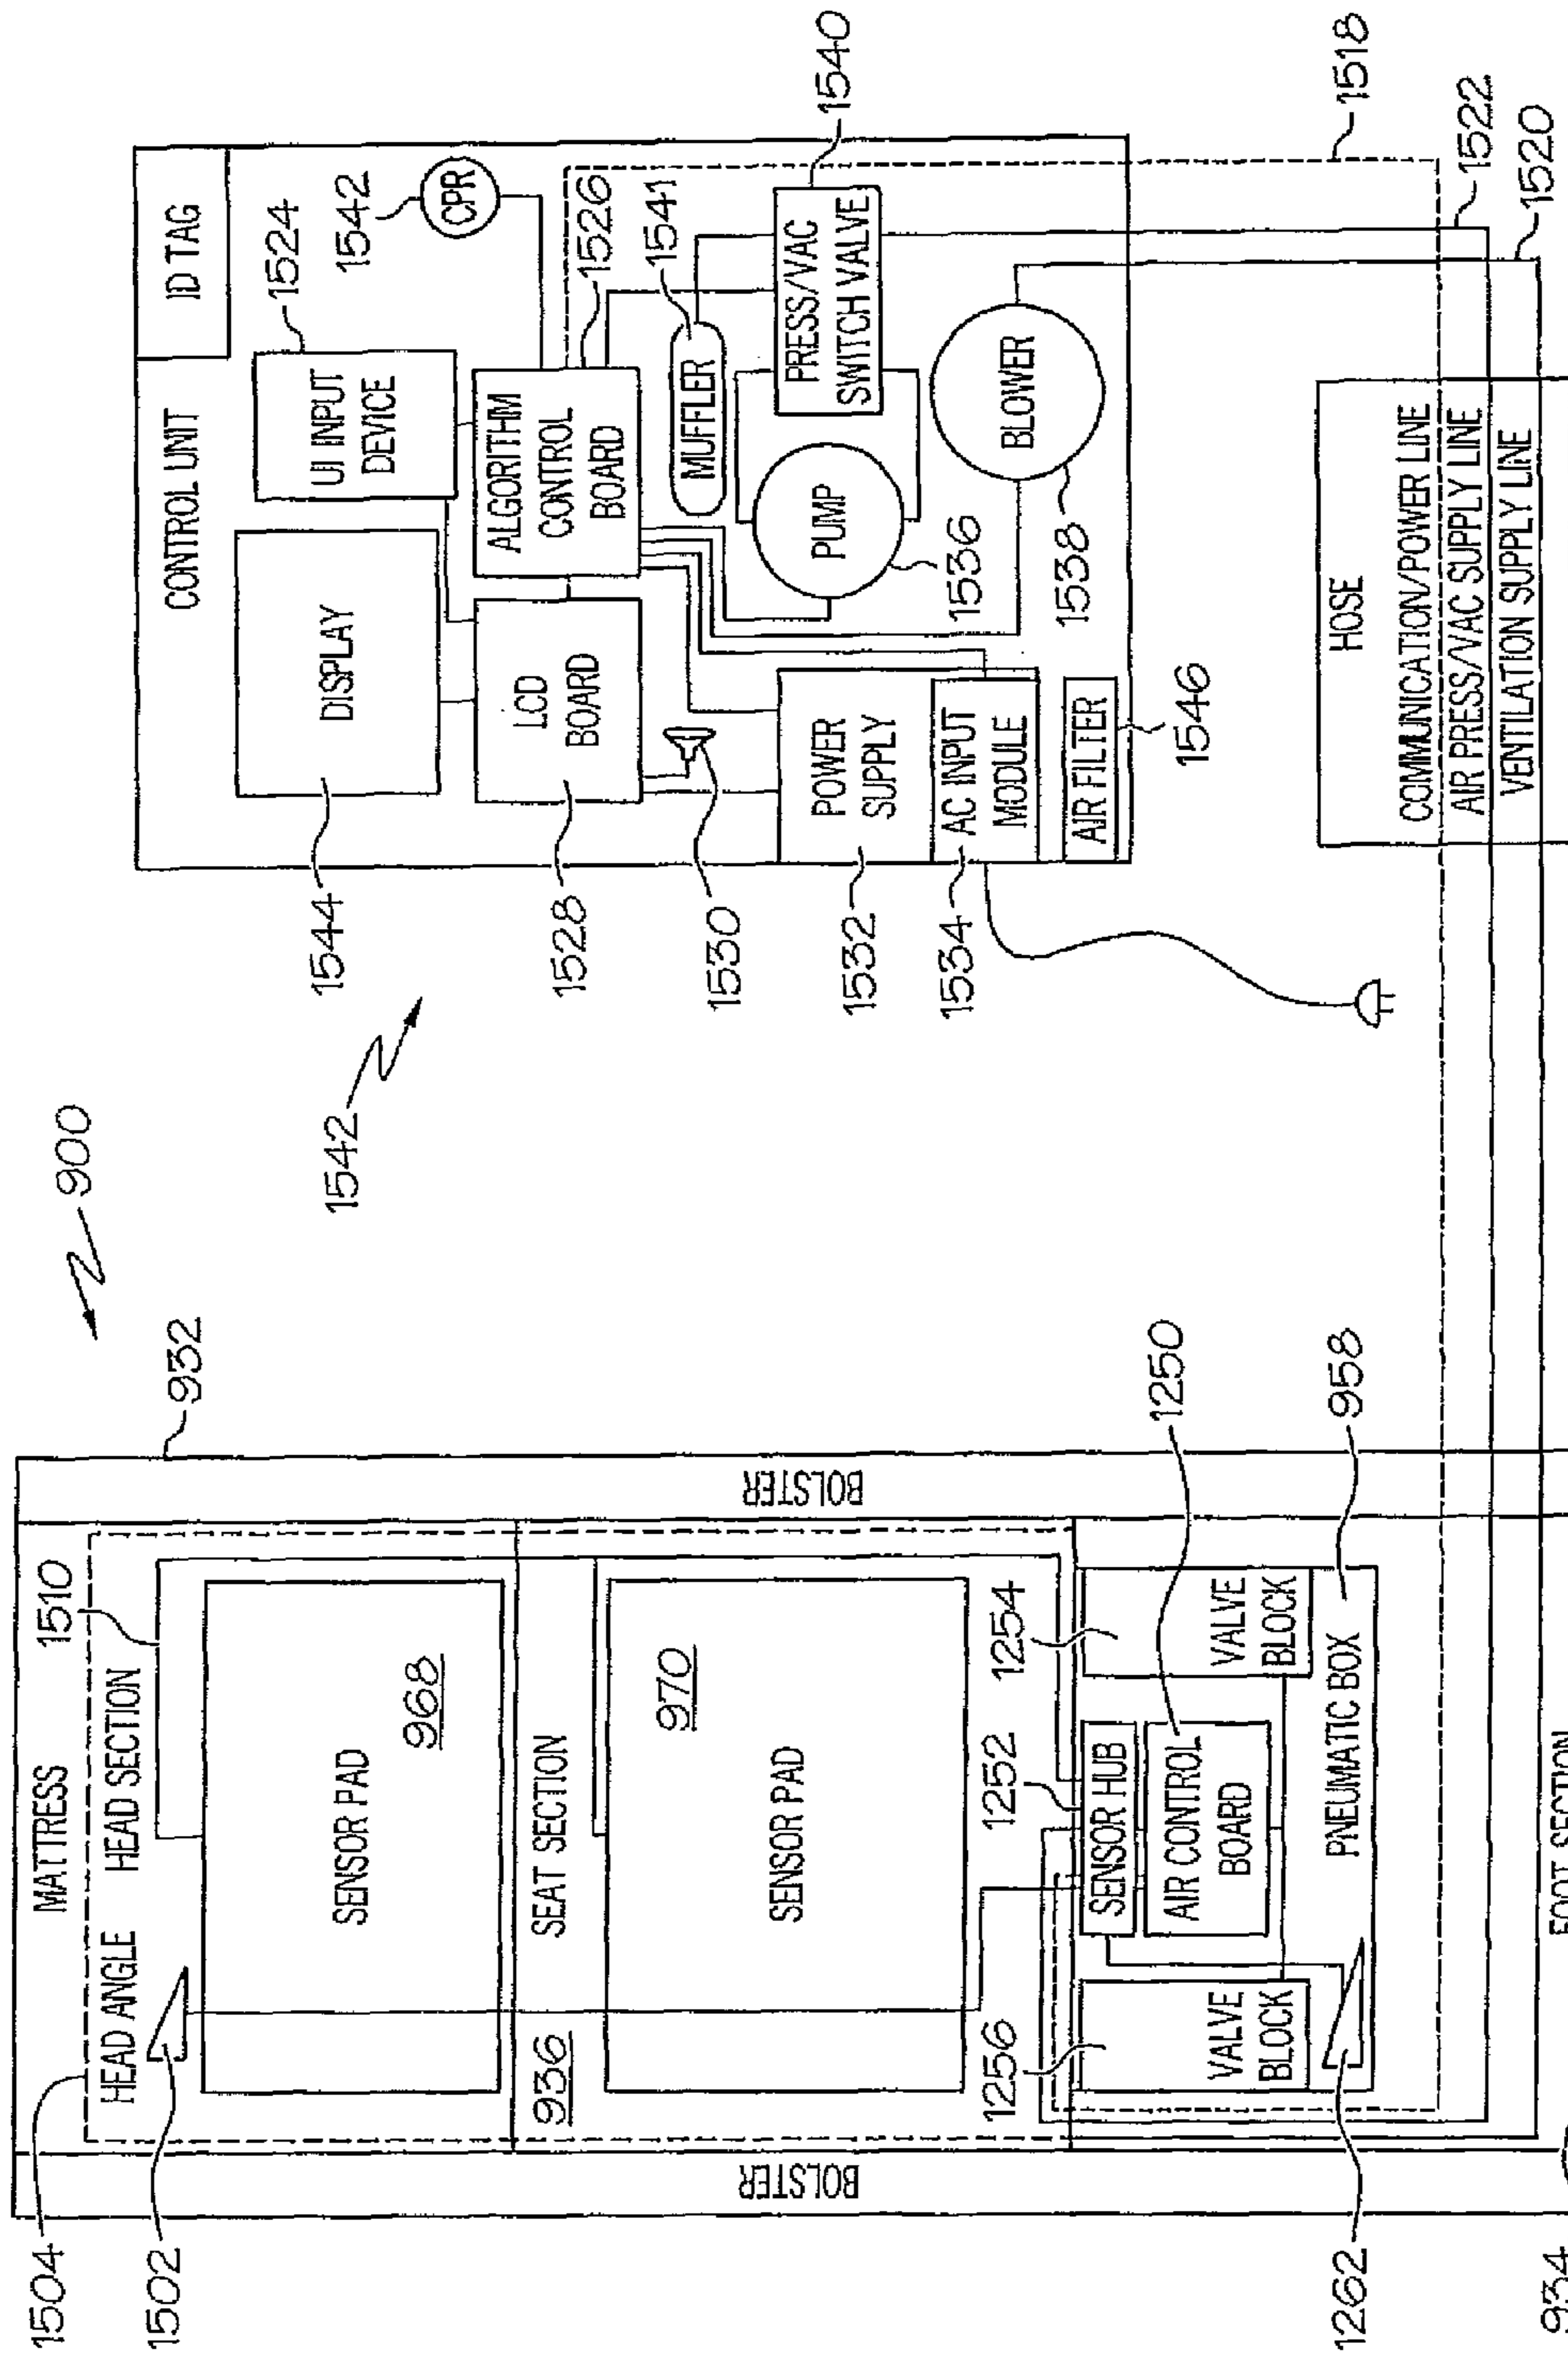 900
1504
1502
MATTRESS
1510
HEAD ANGLE HEAD SECTION
SENSOR PAD
968
932
BOLSTER
BOLSTER
SEAT SECTION
936
970
SENSOR PAD
1256
1252
1254
1250
SENSOR HUB
AIR CONTROL
BOARD
VALVE
BLOCK
VALVE
BLOCK
PNEUMATIC BOX
958
1262
934
FOOT SECTION
1542
CONTROL UNIT
ID TAG
1544
DISPLAY
UI INPUT
DEVICE
1524
1542
CPR
1528
LCD
BOARD
ALGORITHM
CONTROL
BOARD
1526
1530
MUFFLER
1541
1532
POWER
SUPPLY
PUMP
1536
PRESS/VAC
SWITCH VALVE
1540
1534
AC INPUT
MODULE
BLOWER
1538
AIR FILTER
1546
1518
HOSE
COMMUNICATION/POWER LINE
AIR PRESS/VAC SUPPLY LINE
VENTILATION SUPPLY LINE
1522
1520